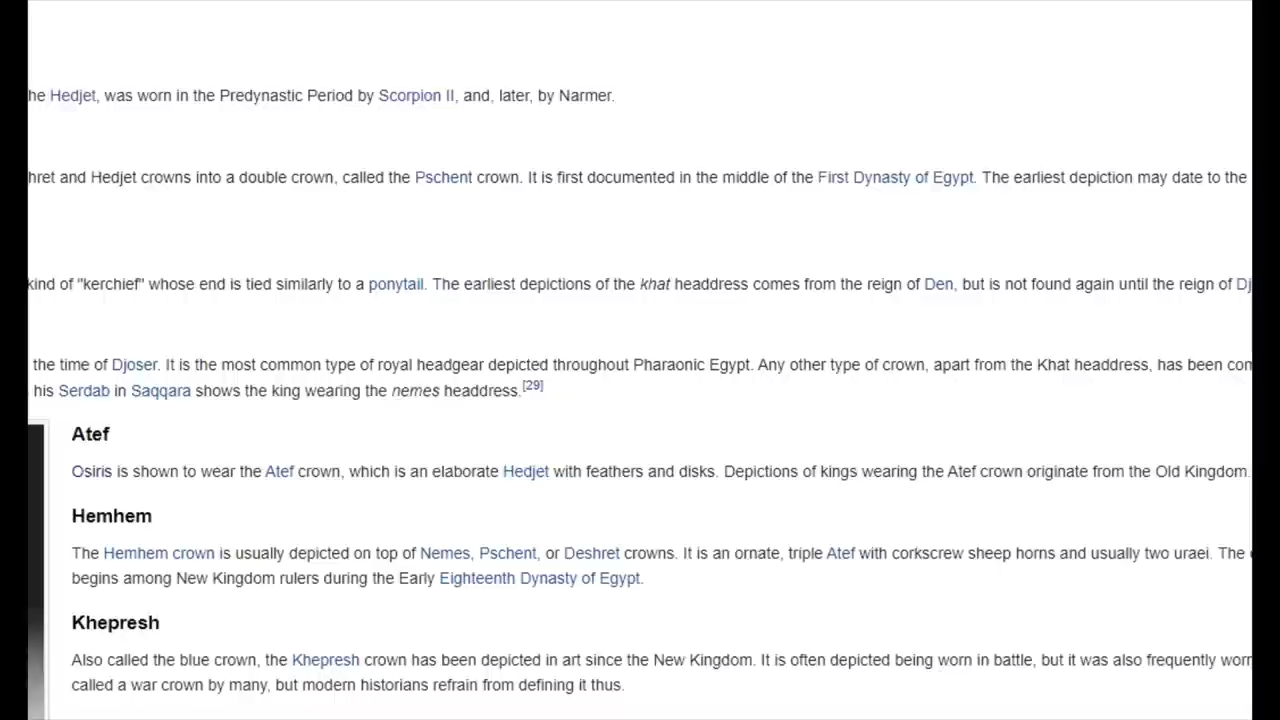 he Hedjet, was worn in the Predynastic Period by Scorpion II, and, later, by Narmer.
hret and Hedjet crowns into a double crown, called the Pschent crown. It is first documented in the middle of the First Dynasty of Egypt. The earliest depiction may date to the
kind of "kerchief" whose end is tied similarly to a ponytail. The earliest depictions of the khat headdress comes from the reign of Den, but is not found again until the reign of Dj
the time of Djoser. It is the most common type of royal headgear depicted throughout Pharaonic Egypt. Any other type of crown, apart from the Khat headdress, has been com
his Serdab in Saqqara shows the king wearing the nemes headdress.[29]
Atef
Osiris is shown to wear the Atef crown, which is an elaborate Hedjet with feathers and disks. Depictions of kings wearing the Atef crown originate from the Old Kingdom.
Hemhem
The Hemhem crown is usually depicted on top of Nemes, Pschent, or Deshret crowns. It is an ornate, triple Atef with corkscrew sheep horns and usually two uraei. The
begins among New Kingdom rulers during the Early Eighteenth Dynasty of Egypt.
Khepresh
Also called the blue crown, the Khepresh crown has been depicted in art since the New Kingdom. It is often depicted being worn in battle, but it was also frequently worn
called a war crown by many, but modern historians refrain from defining it thus.